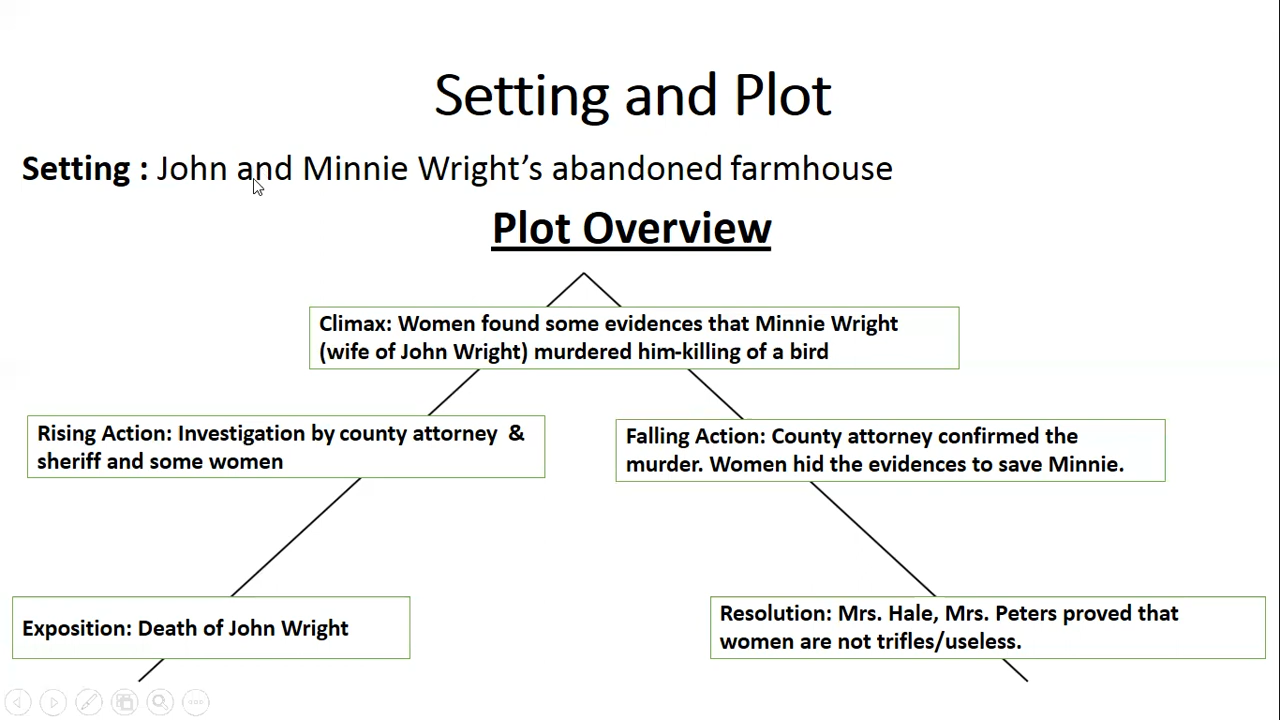 Setting and Plot
Setting : John and Minnie Wright’s abandoned farmhouse
Plot Overview
Climax: Women found some evidences that Minnie Wright
(wife of John Wright) murdered him-killing of a bird
Rising Action: Investigation by county attorney &
sheriff and some women
Falling Action: County attorney confirmed the
murder. Women hid the evidences to save Minnie.
Exposition: Death of John Wright
Resolution: Mrs. Hale, Mrs. Peters proved that
women are not trifles/useless.